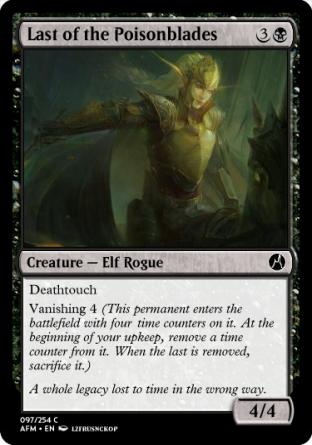 Last of the Poisonblades 3
Creature — Elf Rogue
Deathtouch
Vanishing 4 (This permanent enters the
battlefield with four time counters on it. At the
beginning of your upkeep, remove a time
counter from it. When the last is removed,
sacrifice it.)
A whole legacy lost to time in the wrong way.
4/4
097/254 C
AFM • EN LZFRUSNCKOP